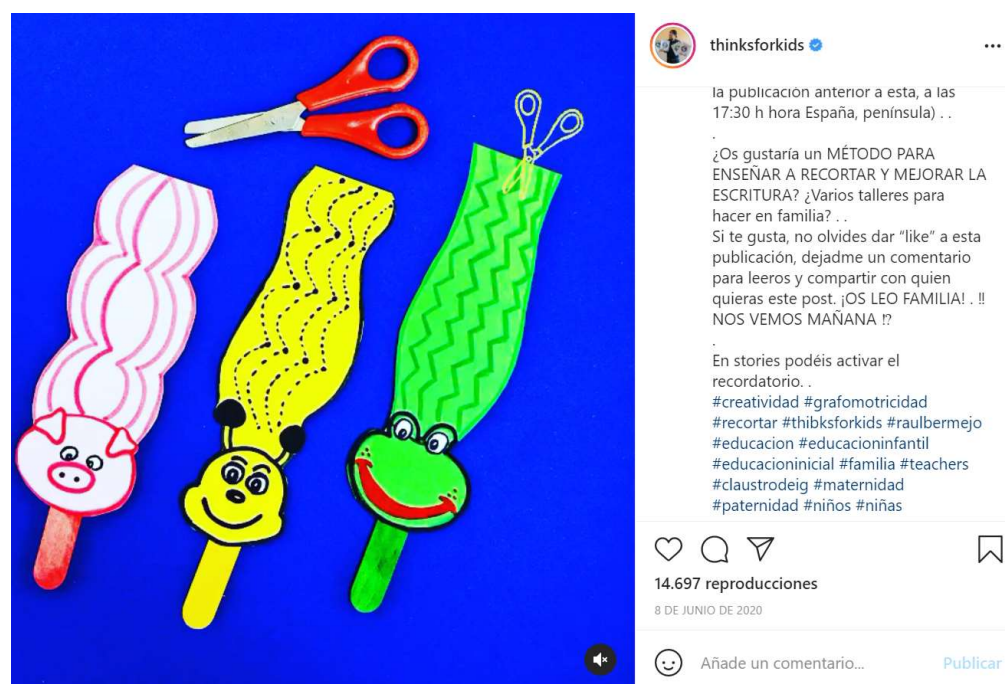 thinksforkids
la publicación anterior a esta, a las
17:30 h hora España, península) . .
.
¿Os gustaría un MÉTODO PARA
ENSEÑAR A RECORTAR Y MEJORAR LA
ESCRITURA? ¿Varios talleres para
hacer en familia? . .
Si te gusta, no olvides dar “like” a esta
publicación, dejadme un comentario
para leeros y compartir con quien
quieras este post. ¡OS LEO FAMILIA! . ‼
NOS VEMOS MAÑANA ⁉
.
En stories podéis activar el
recordatorio. .
#creatividad #grafomotricidad
#recortar #thibksforkids #raulbermejo
#educacion #educacioninfantil
#educacioninicial #familia #teachers
#claustrodeig #maternidad
#paternidad #niños #niñas
14.697 reproducciones
8 DE JUNIO DE 2020
Añade un comentario... Publicar